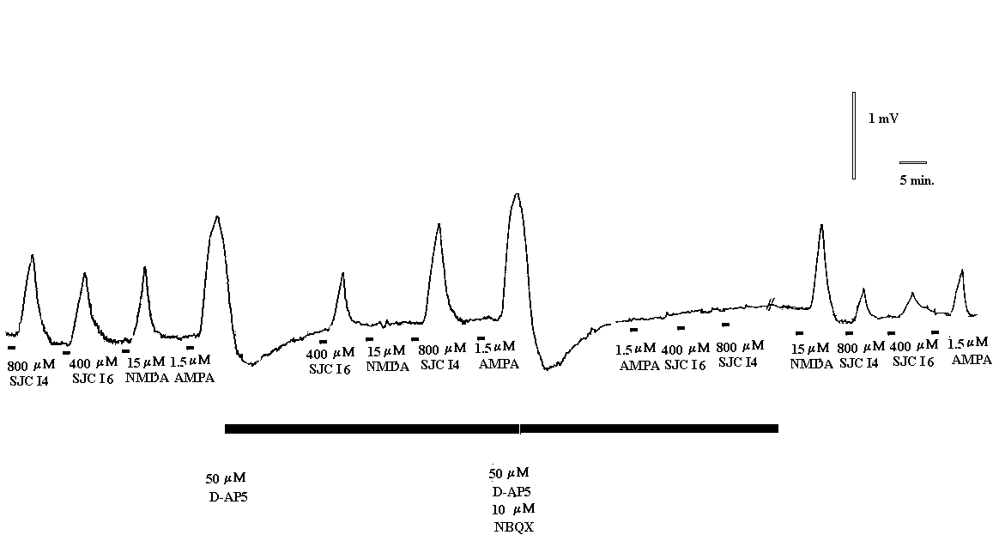 1 mV
5 min.
800 μM
SJC I4
400 μM
SJC I6
15 μM
NMDA
1.5 μM
AMPA
400 μM
SJC I6
15 μM
NMDA
800 μM
SJC I4
1.5 μM
AMPA
1.5 μM
AMPA
400 μM
SJC I6
800 μM
SJC I4
15 μM
NMDA
800 μM
SJC I4
400 μM
SJC I6
1.5 μM
AMPA
50 μM
D-AP5
50 μM
D-AP5
10 μM
NBQX